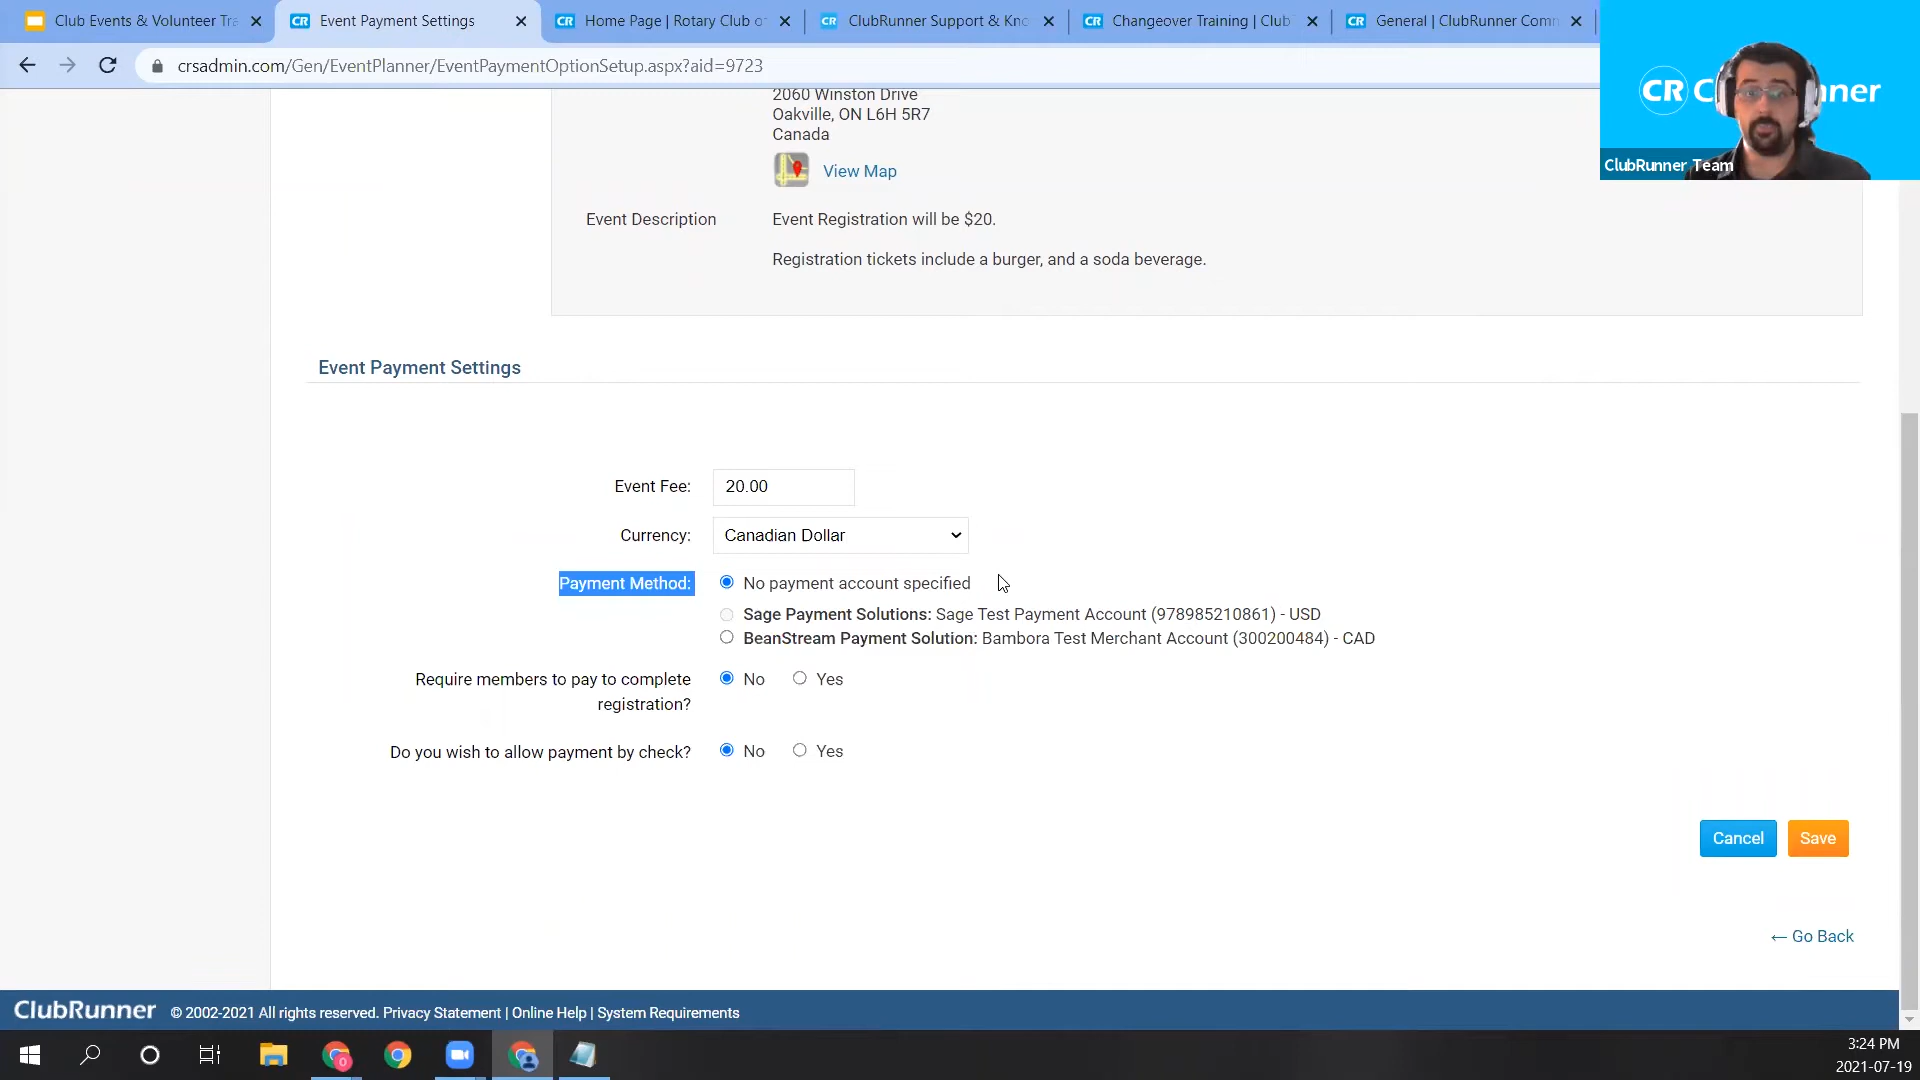 Club Events & Volunteer Tra
Event Payment Settings
CR Home Page | Rotary Club of
CR ClubRunner Support & Kno
CR Changeover Training | Club
CR General | ClubRunner Comm
crsadmin.com/Gen/EventPlanner/EventPaymentOptionSetup.aspx?aid=9723
CR
ClubRunner Team
2060 Winston Drive
Oakville, ON L6H 5R7
Canada
View Map
Event Description
Event Registration will be $20.
Registration tickets include a burger, and a soda beverage.
Event Payment Settings
Event Fee: 20.00
Currency: Canadian Dollar
Payment Method: No payment account specified
Sage Payment Solutions: Sage Test Payment Account (978985210861) - USD
BeanStream Payment Solution: Bambora Test Merchant Account (300200484) - CAD
Require members to pay to complete registration? No Yes
Do you wish to allow payment by check? No Yes
Cancel Save
← Go Back
ClubRunner © 2002-2021 All rights reserved. Privacy Statement | Online Help | System Requirements
3:24 PM
2021-07-19